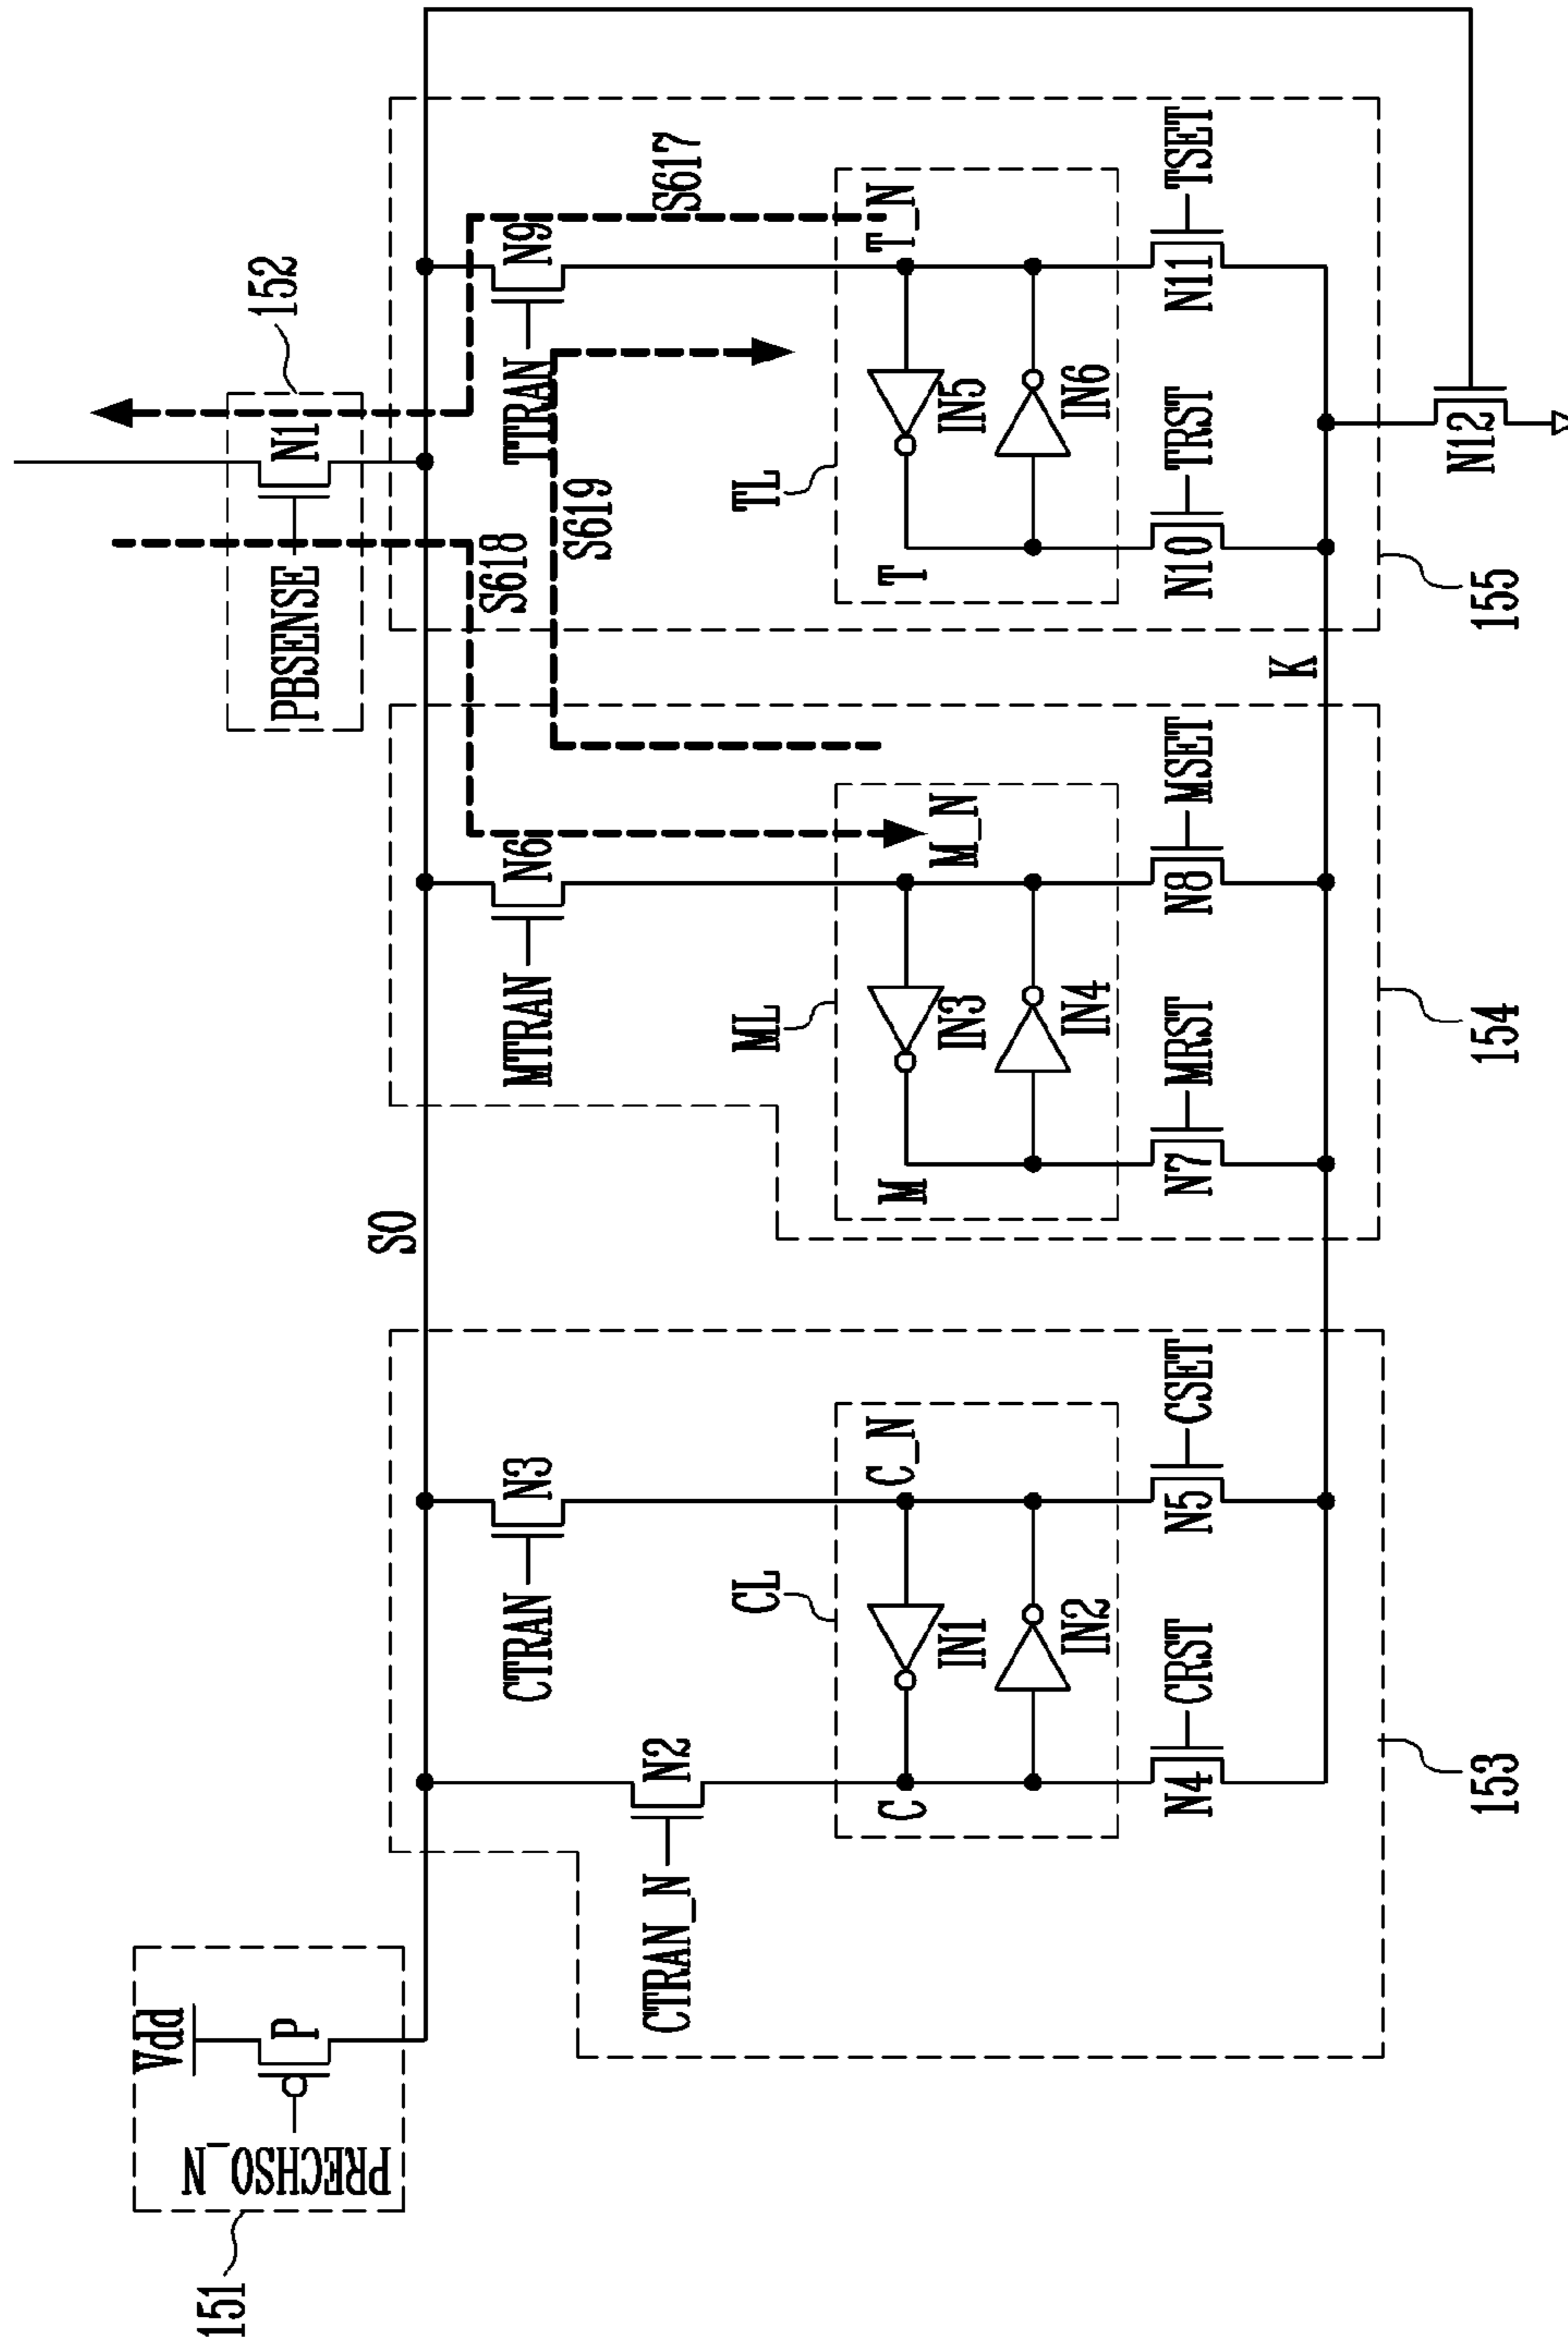 151
PRECHSO_N
Vdd
P
152
PBSENSE
N1
SO
S617
S618
S619
CTRAN_N
N2
CTRAN
N3
MTRAN
N6
TTRAN
N9
CL
C
C_N
IN1
IN2
ML
M
M_N
IN3
IN4
TL
T
T_N
IN5
IN6
N4
CRST
N5
CSET
N7
MRST
N8
MSET
N10
TRST
N11
TSET
K
N12
153
154
155